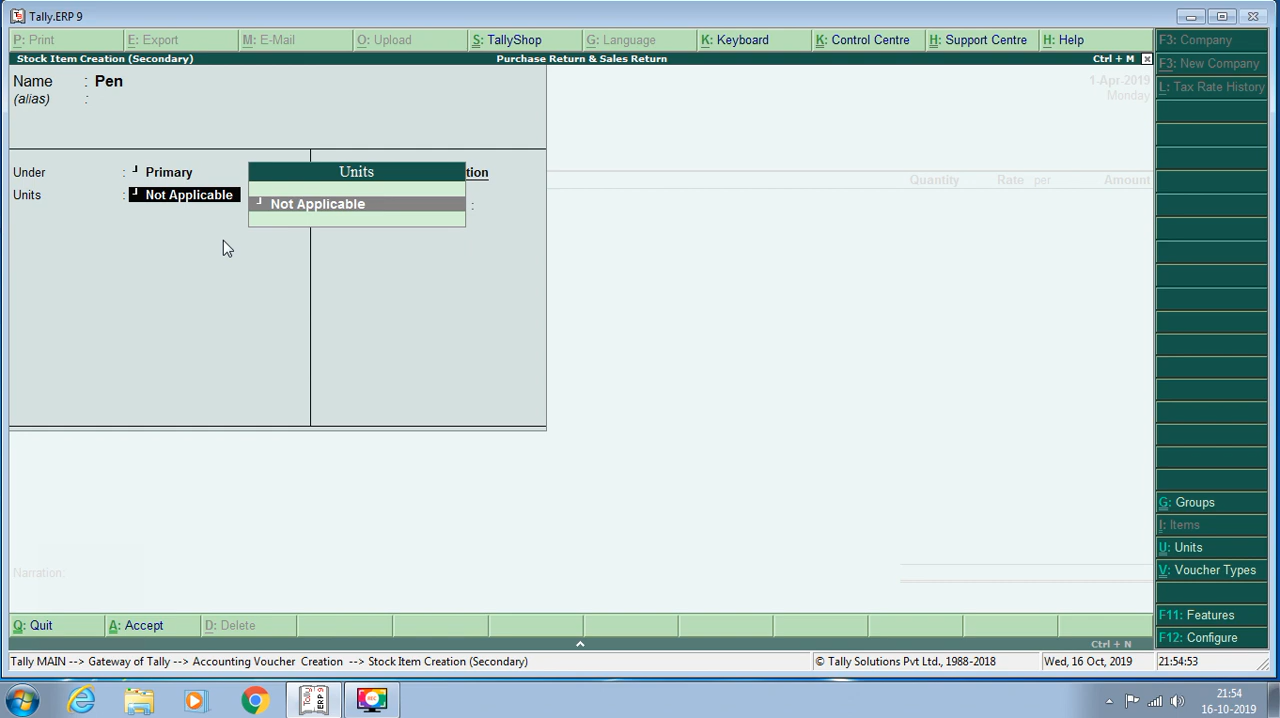 Tally.ERP 9
P: Print E: Export M: E-Mail O: Upload S: TallyShop G: Language K: Keyboard K: Control Centre H: Support Centre H: Help F3: Company
Stock Item Creation (Secondary) Purchase Return & Sales Return Ctrl + M
F3: New Company
Name : Pen
1-Apr-2019
L: Tax Rate History
(alias) :
Monday
Under : Primary
Units
tion
Quantity Rate per Amount
Units : Not Applicable
Not Applicable
:
G: Groups
I: Items
U: Units
V: Voucher Types
Narration:
F11: Features
Q: Quit A: Accept D: Delete
F12: Configure
Ctrl + N
Tally MAIN --> Gateway of Tally --> Accounting Voucher Creation --> Stock Item Creation (Secondary) © Tally Solutions Pvt Ltd., 1988-2018 Wed, 16 Oct, 2019 21:54:53
Tally ERP 9
REC
21:54
16-10-2019